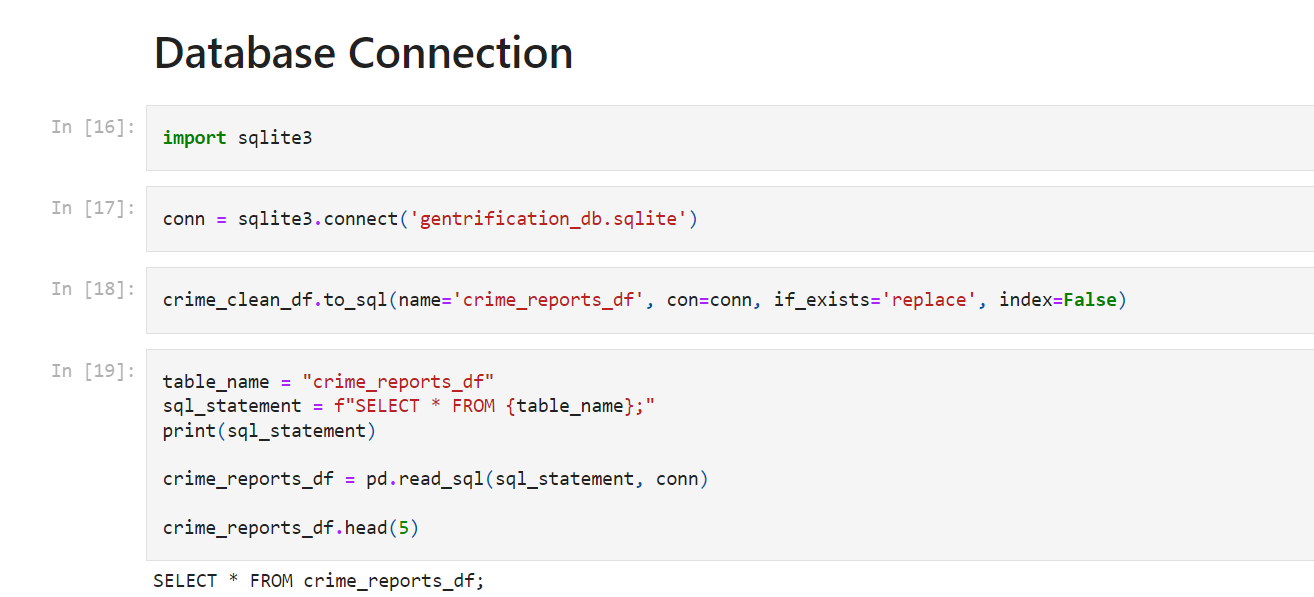 Database Connection
In [16]:
import sqlite3
In [17]:
conn = sqlite3.connect('gentrification_db.sqlite')
In [18]:
crime_clean_df.to_sql(name='crime_reports_df', con=conn, if_exists='replace', index=False)
In [19]:
table_name = "crime_reports_df"
sql_statement = f"SELECT * FROM {table_name};"
print(sql_statement)
crime_reports_df = pd.read_sql(sql_statement, conn)
crime_reports_df.head(5)
SELECT * FROM crime_reports_df;